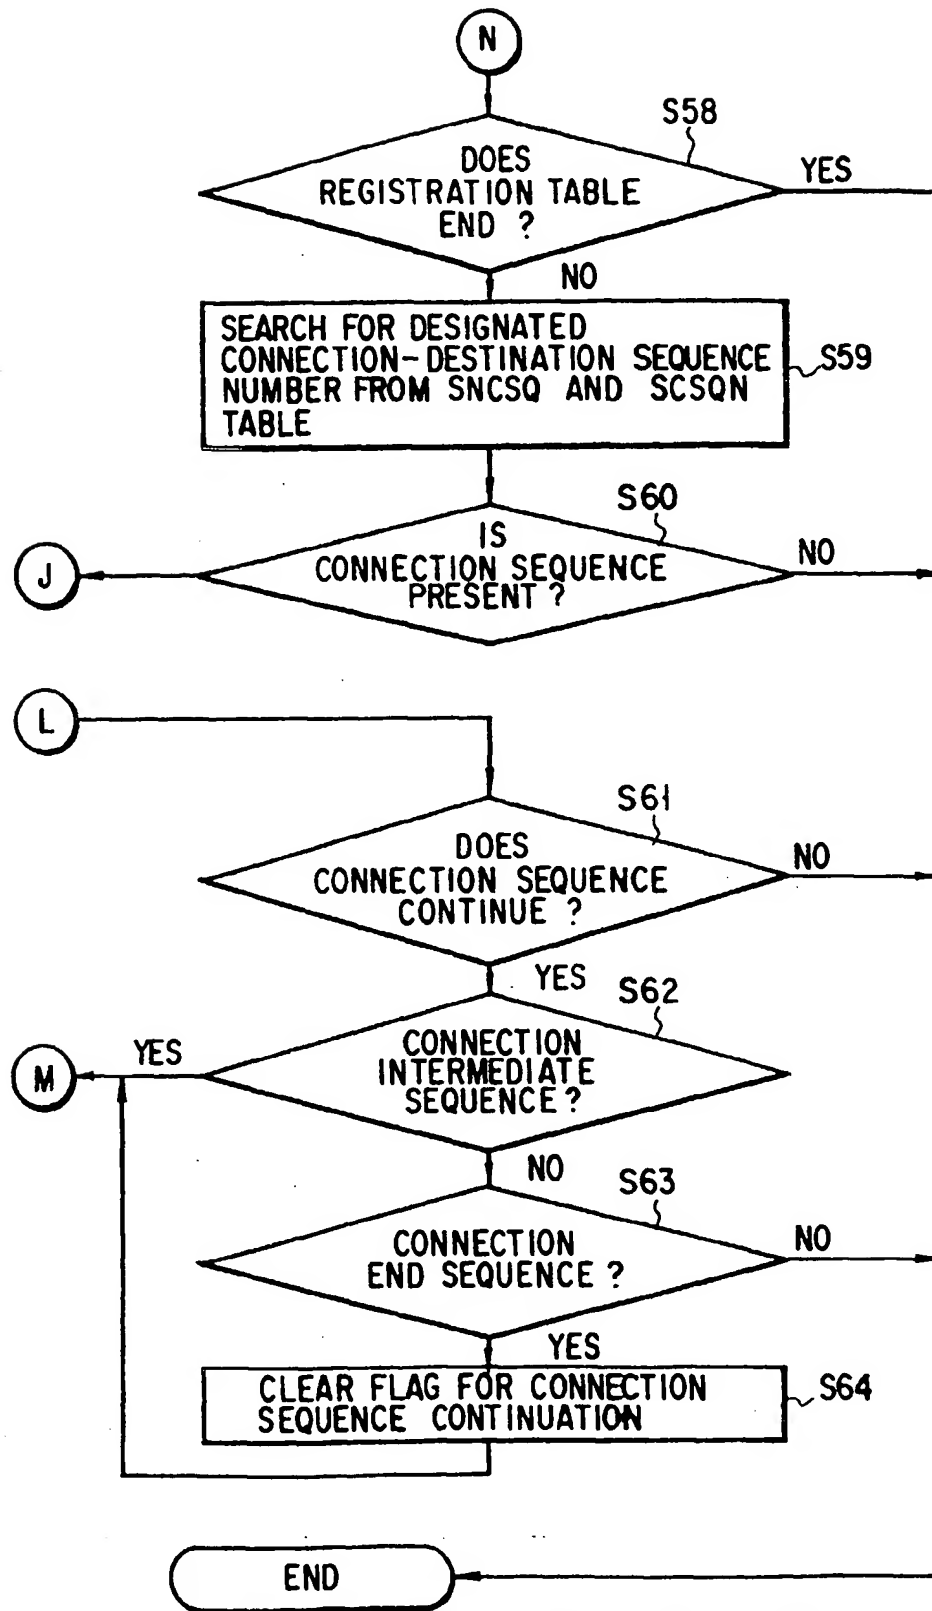 N
S58
DOES
REGISTRATION TABLE
END ?
YES
NO
SEARCH FOR DESIGNATED
CONNECTION-DESTINATION SEQUENCE
NUMBER FROM SNCSQ AND SCSQN
TABLE
S59
S60
IS
CONNECTION SEQUENCE
PRESENT ?
NO
J
L
S61
DOES
CONNECTION SEQUENCE
CONTINUE ?
NO
YES
S62
CONNECTION
INTERMEDIATE
SEQUENCE ?
YES
M
NO
S63
CONNECTION
END SEQUENCE ?
NO
YES
CLEAR FLAG FOR CONNECTION
SEQUENCE CONTINUATION
S64
END